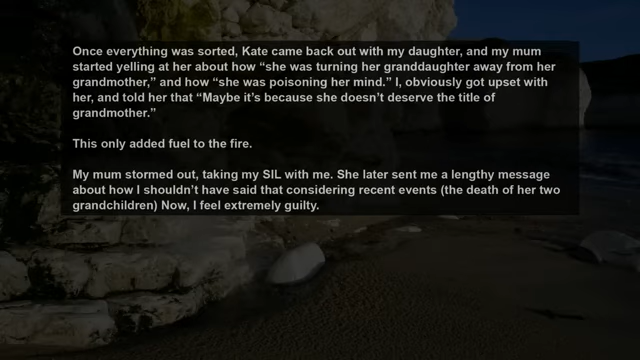 Once everything was sorted, Kate came back out with my daughter, and my mum
started yelling at her about how “she was turning her granddaughter away from her
grandmother,” and how “she was poisoning her mind.” I, obviously got upset with
her, and told her that “Maybe it’s because she doesn’t deserve the title of
grandmother.”
This only added fuel to the fire.
My mum stormed out, taking my SIL with me. She later sent me a lengthy message
about how I shouldn’t have said that considering recent events (the death of her two
grandchildren) Now, I feel extremely guilty.